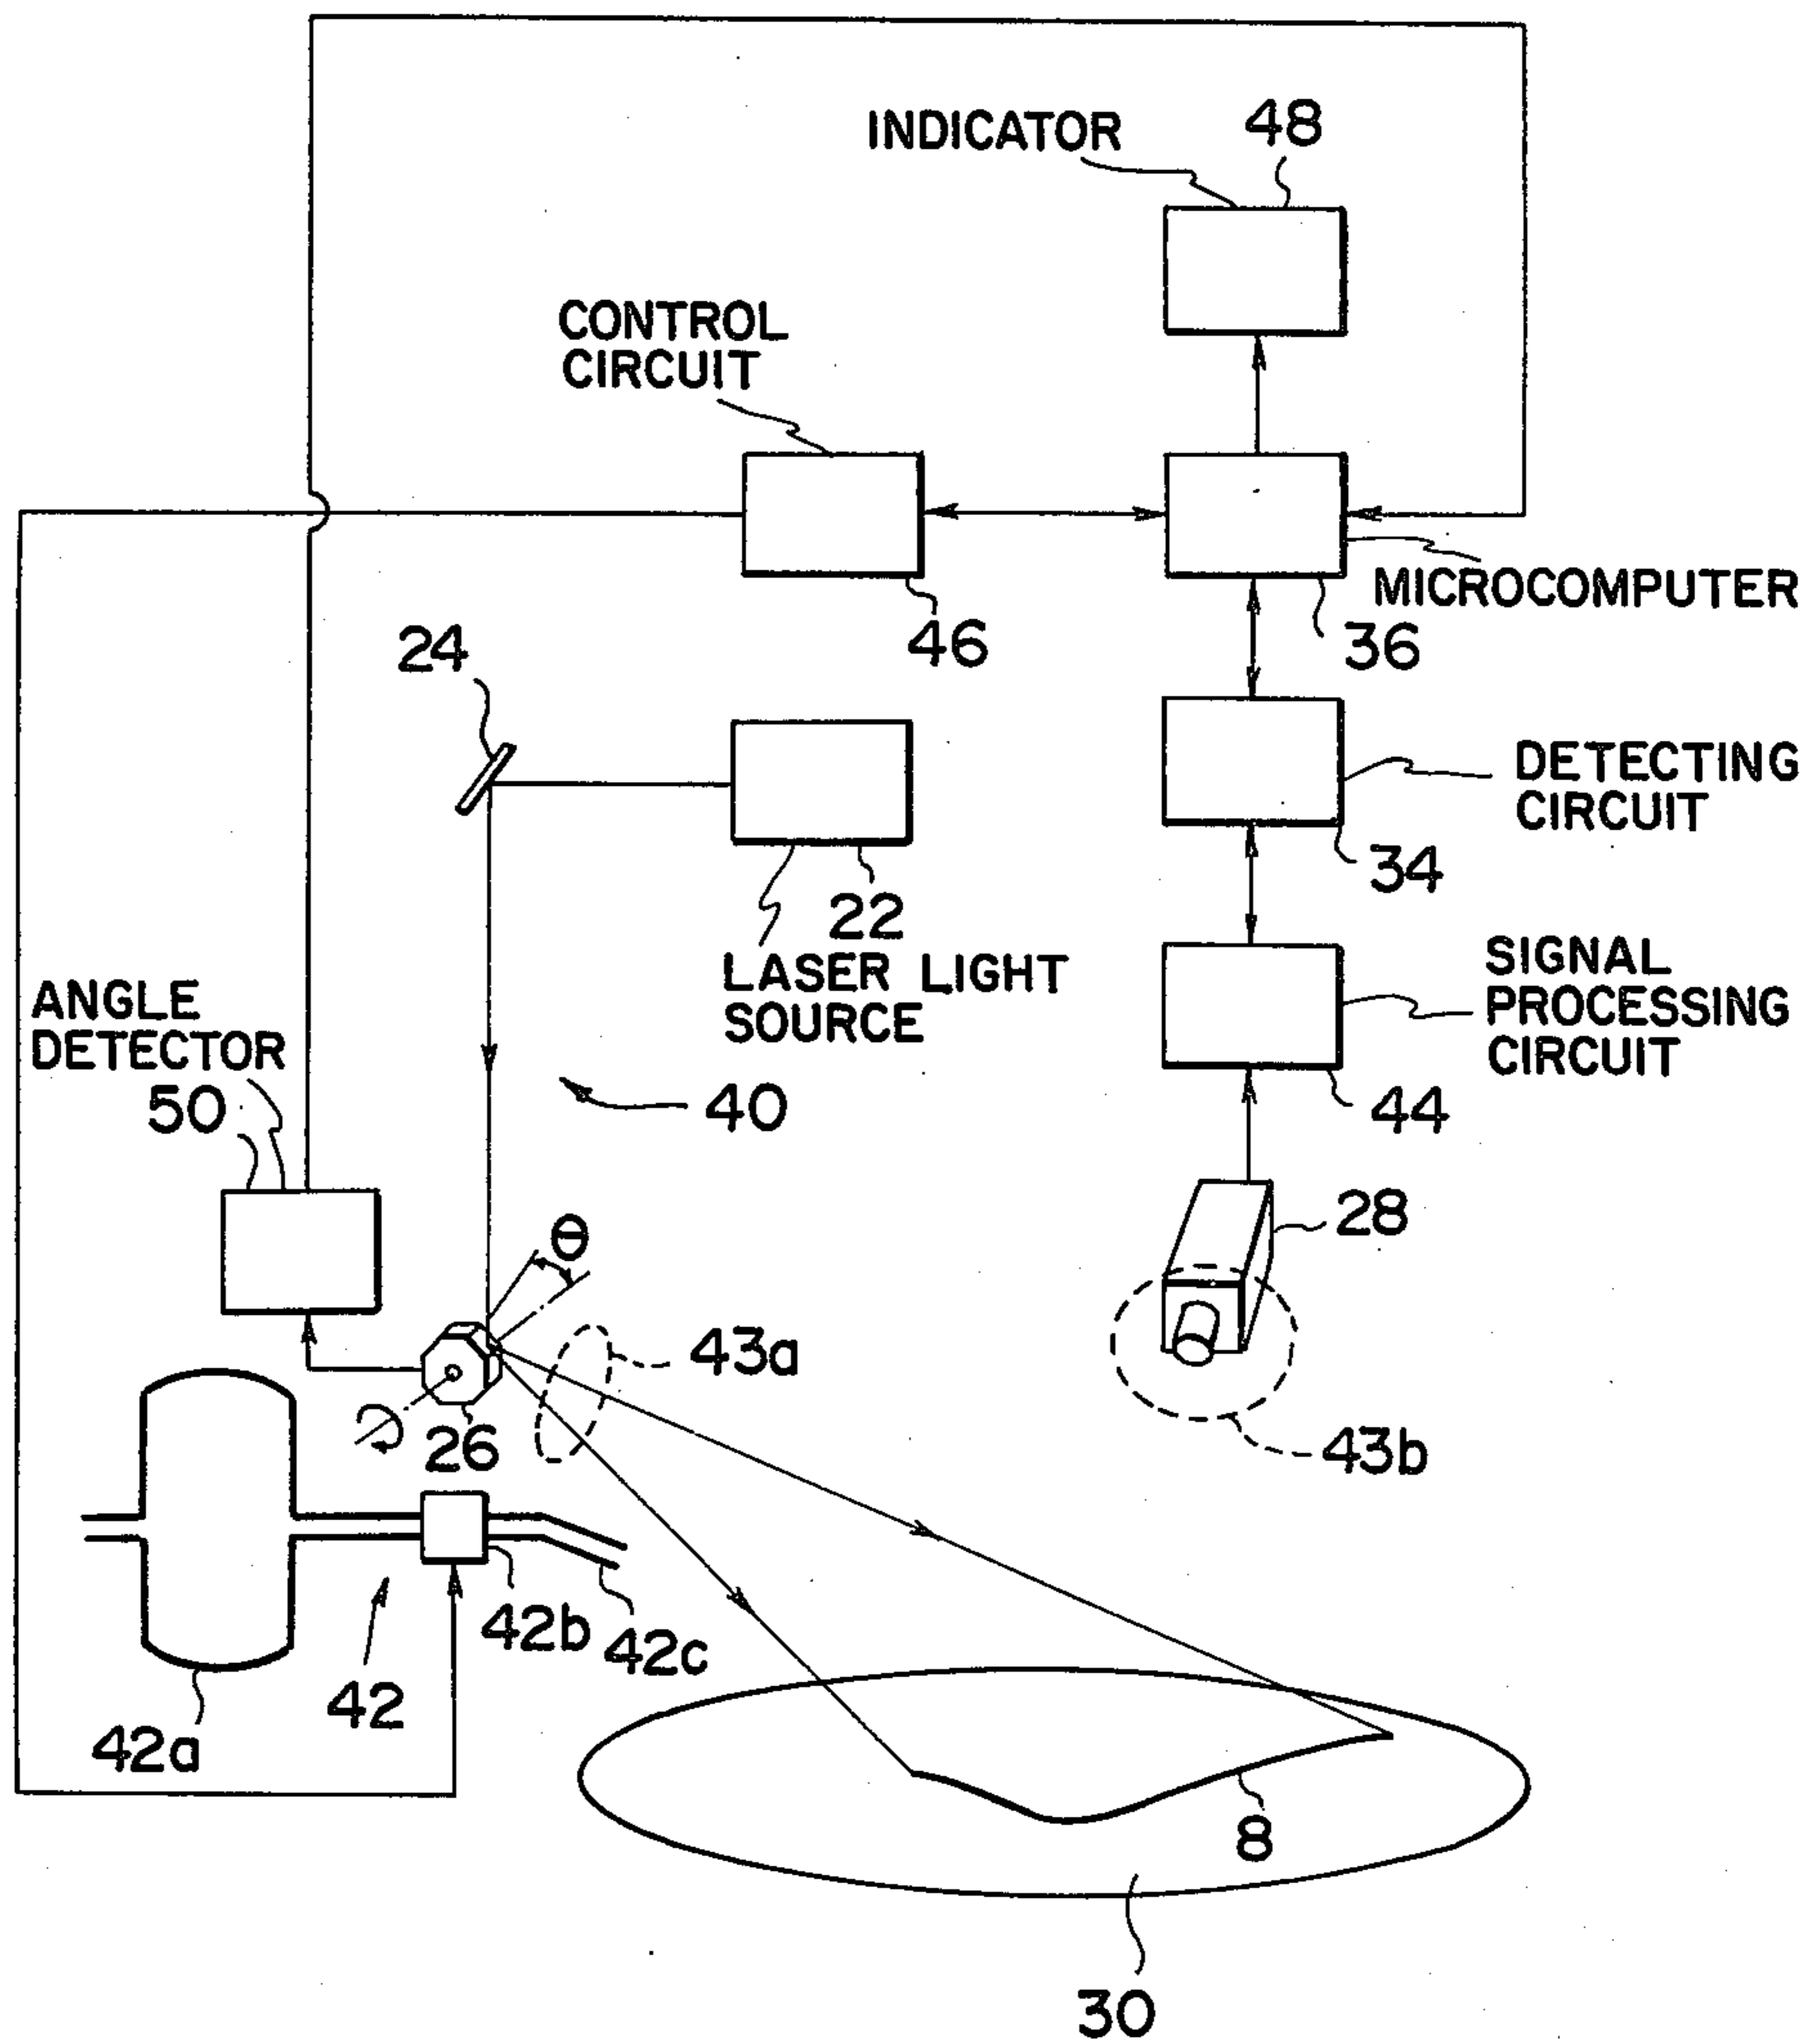 INDICATOR
48
CONTROL
CIRCUIT
46
MICROCOMPUTER
36
24
DETECTING
CIRCUIT
34
22
LASER LIGHT
SOURCE
SIGNAL
PROCESSING
CIRCUIT
44
ANGLE
DETECTOR
50
40
28
θ
43a
43b
26
42b
42c
42
42a
8
30